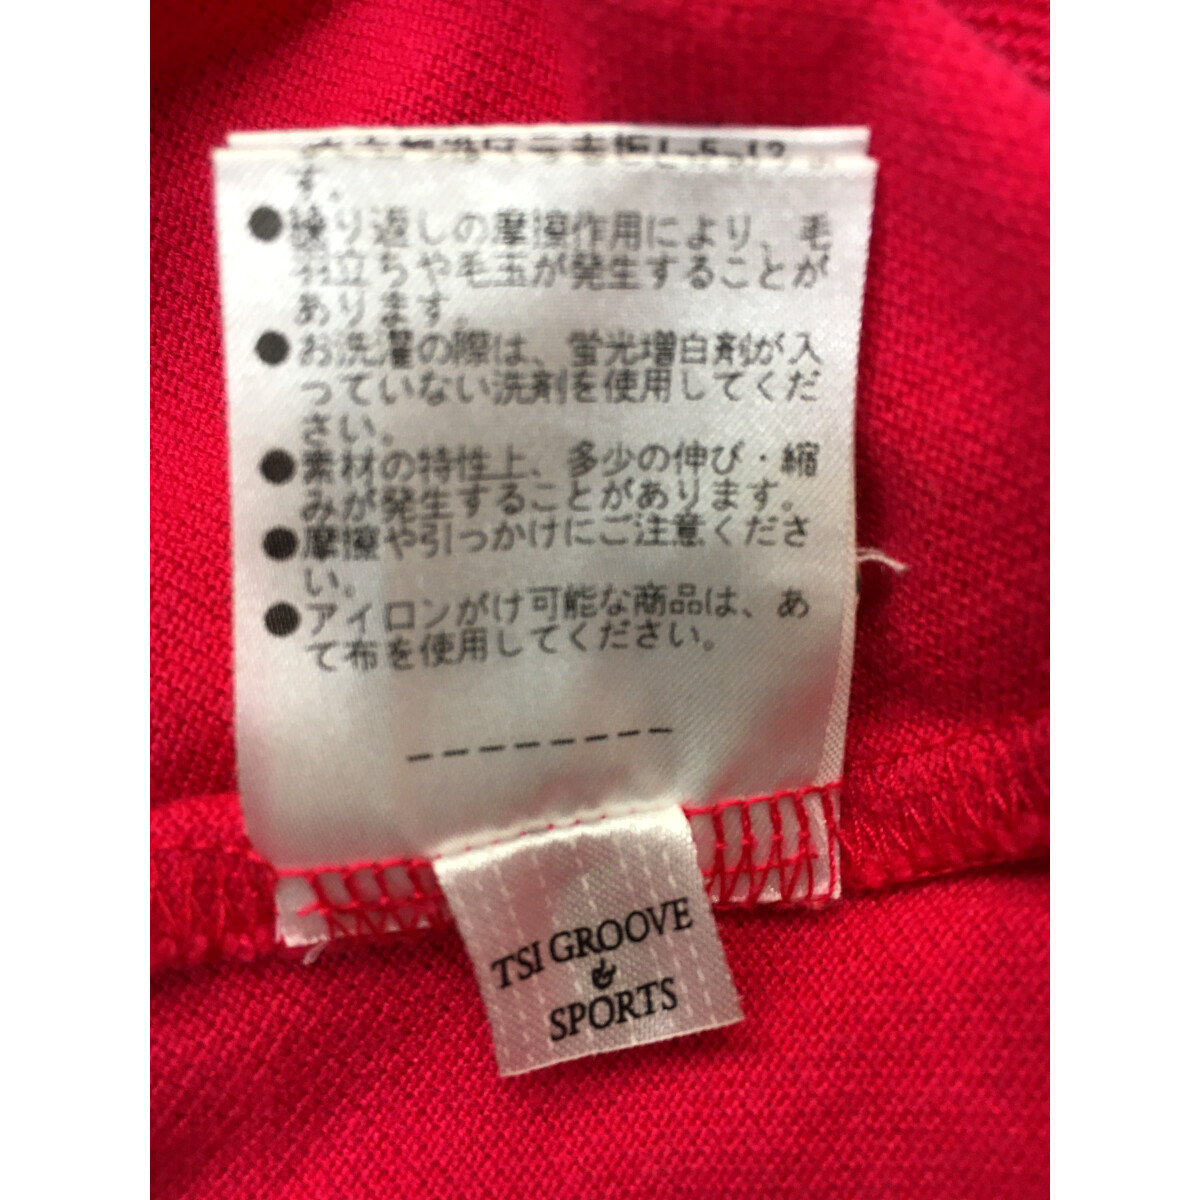 す。
●繰り返しの摩擦作用により、毛
羽立ちや毛玉が発生することが
あります。
●お洗濯の際は、蛍光増白剤が入
っていない洗剤を使用してくだ
さい。
●素材の特性上、多少の伸び・縮
みが発生することがあります。
●摩擦や引っかけにご注意くださ
い。
●アイロンがけ可能な商品は、あ
て布を使用してください。
--------
TSI GROOVE
&
SPORTS